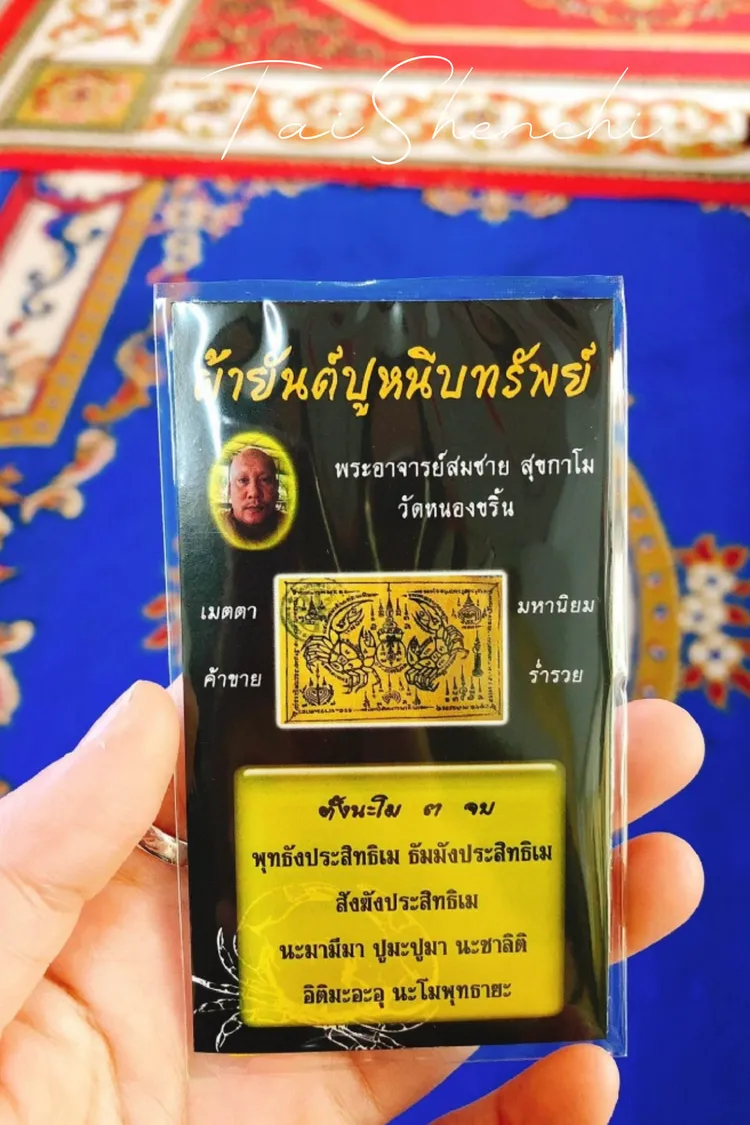 Tai Shenchi
ผ้ายันต์ปูหนีบทรัพย์
พระอาจารย์สมชาย สุขกาโม
วัดหนองขริ้น
เมตตา
มหานิยม
ค้าขาย
ร่ำรวย
ตั้งนะโม ๓ จบ
พุทธังประสิทธิเม ธัมมังประสิทธิเม
สังฆังประสิทธิเม
นะมามีมา ปูมะปูมา นะชาลิติ
อิติมะอะอุ นะโมพุทธายะ